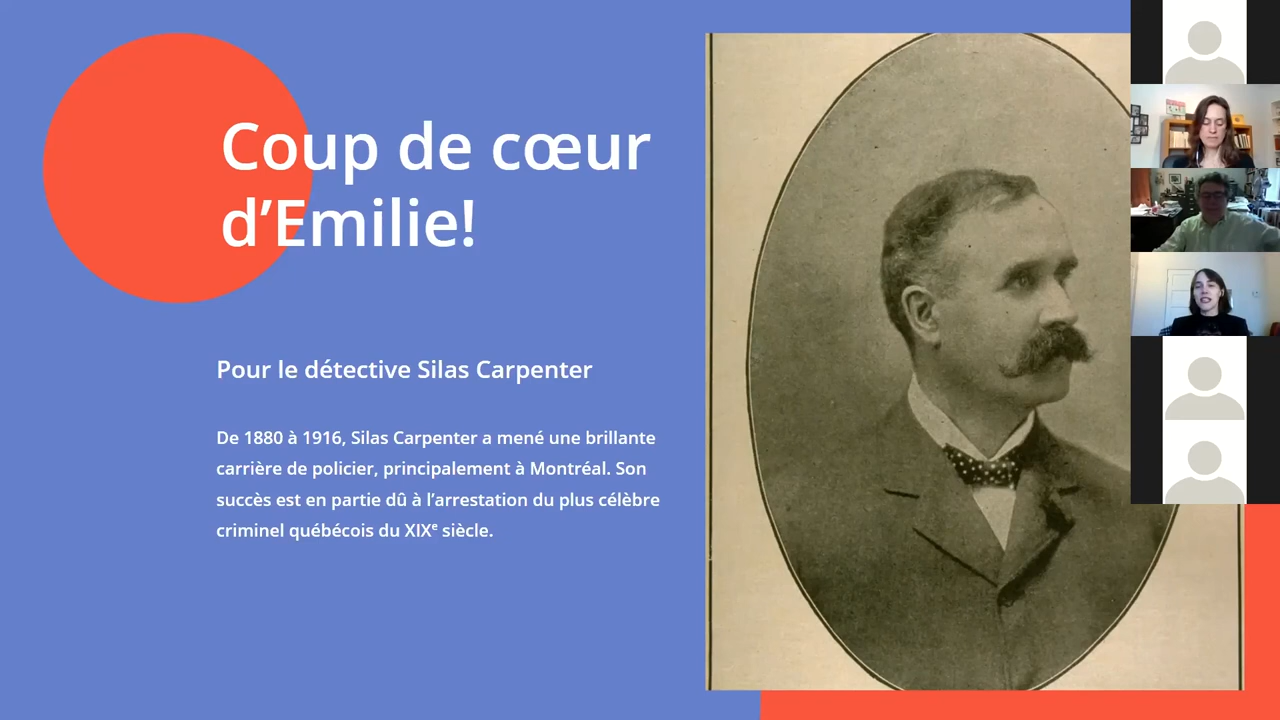 Coup de cœur
d’Emilie!
Pour le détective Silas Carpenter
De 1880 à 1916, Silas Carpenter a mené une brillante
carrière de policier, principalement à Montréal. Son
succès est en partie dû à l’arrestation du plus célèbre
criminel québécois du XIXᵉ siècle.